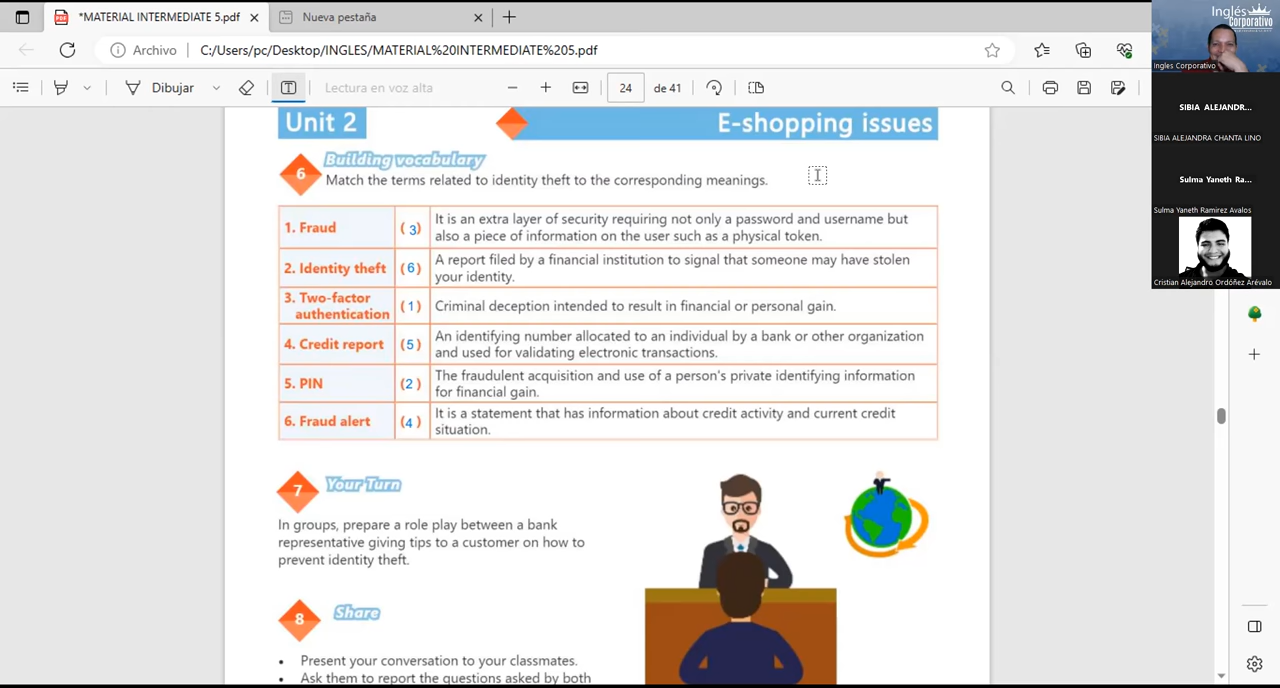 *MATERIAL INTERMEDIATE 5.pdf
Nueva pestaña
Archivo
C:/Users/pc/Desktop/INGLES/MATERIAL%20INTERMEDIATE%205.pdf
Dibujar
Lectura en voz alta
24
de 41
Inglés
Corporativo
Ingles Corporativo
SIBIA ALEJANDR...
SIBIA ALEJANDRA CHANTA LINO
Sulma Yaneth Ra...
Sulma Yaneth Ramirez Avalos
Cristian Alejandro Ordóñez Arévalo
Unit 2
E-shopping issues
6
Building vocabulary
Match the terms related to identity theft to the corresponding meanings.
1. Fraud
( 3 )
It is an extra layer of security requiring not only a password and username but
also a piece of information on the user such as a physical token.
2. Identity theft
( 6 )
A report filed by a financial institution to signal that someone may have stolen
your identity.
3. Two-factor
authentication
( 1 )
Criminal deception intended to result in financial or personal gain.
4. Credit report
( 5 )
An identifying number allocated to an individual by a bank or other organization
and used for validating electronic transactions.
5. PIN
( 2 )
The fraudulent acquisition and use of a person's private identifying information
for financial gain.
6. Fraud alert
( 4 )
It is a statement that has information about credit activity and current credit
situation.
7
Your Turn
In groups, prepare a role play between a bank
representative giving tips to a customer on how to
prevent identity theft.
8
Share
• Present your conversation to your classmates.
• Ask them to report the questions asked by both